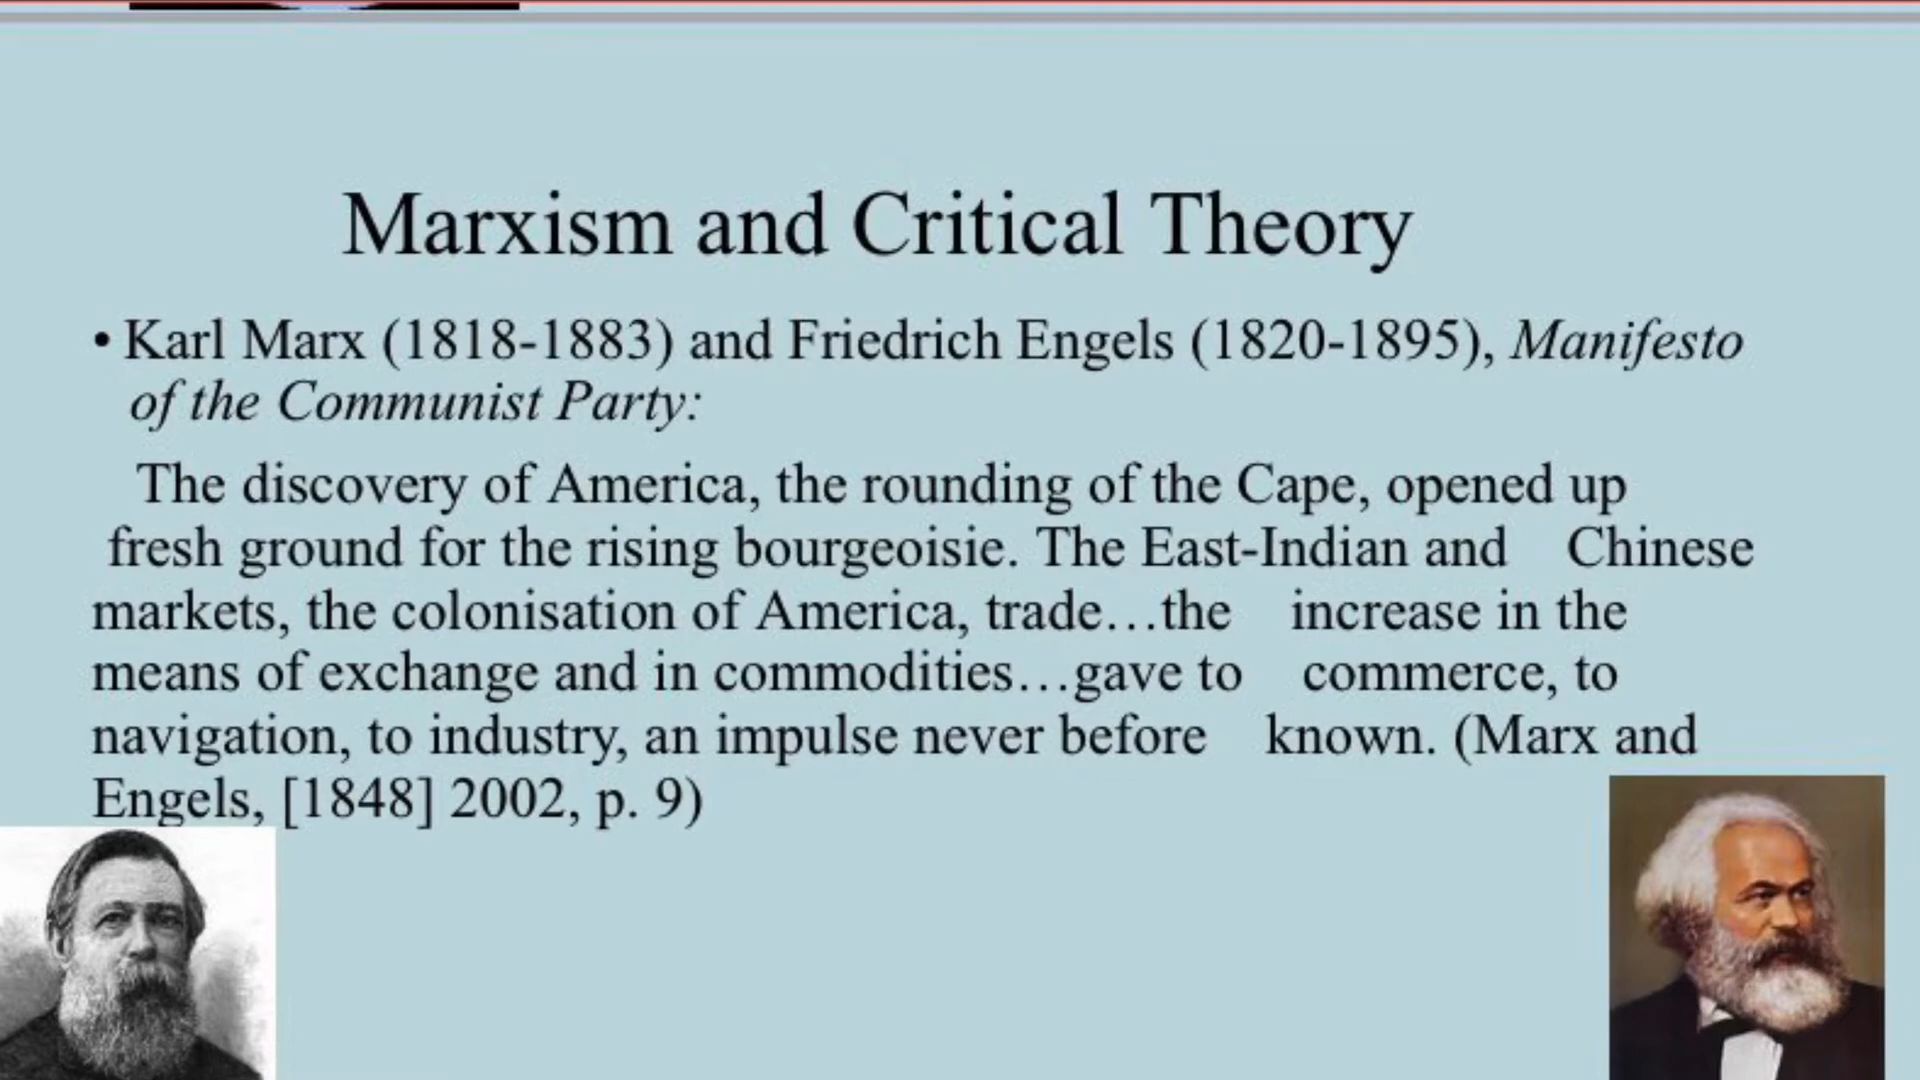 Marxism and Critical Theory
• Karl Marx (1818-1883) and Friedrich Engels (1820-1895), Manifesto
of the Communist Party:
The discovery of America, the rounding of the Cape, opened up
fresh ground for the rising bourgeoisie. The East-Indian and Chinese
markets, the colonisation of America, trade…the increase in the
means of exchange and in commodities…gave to commerce, to
navigation, to industry, an impulse never before known. (Marx and
Engels, [1848] 2002, p. 9)